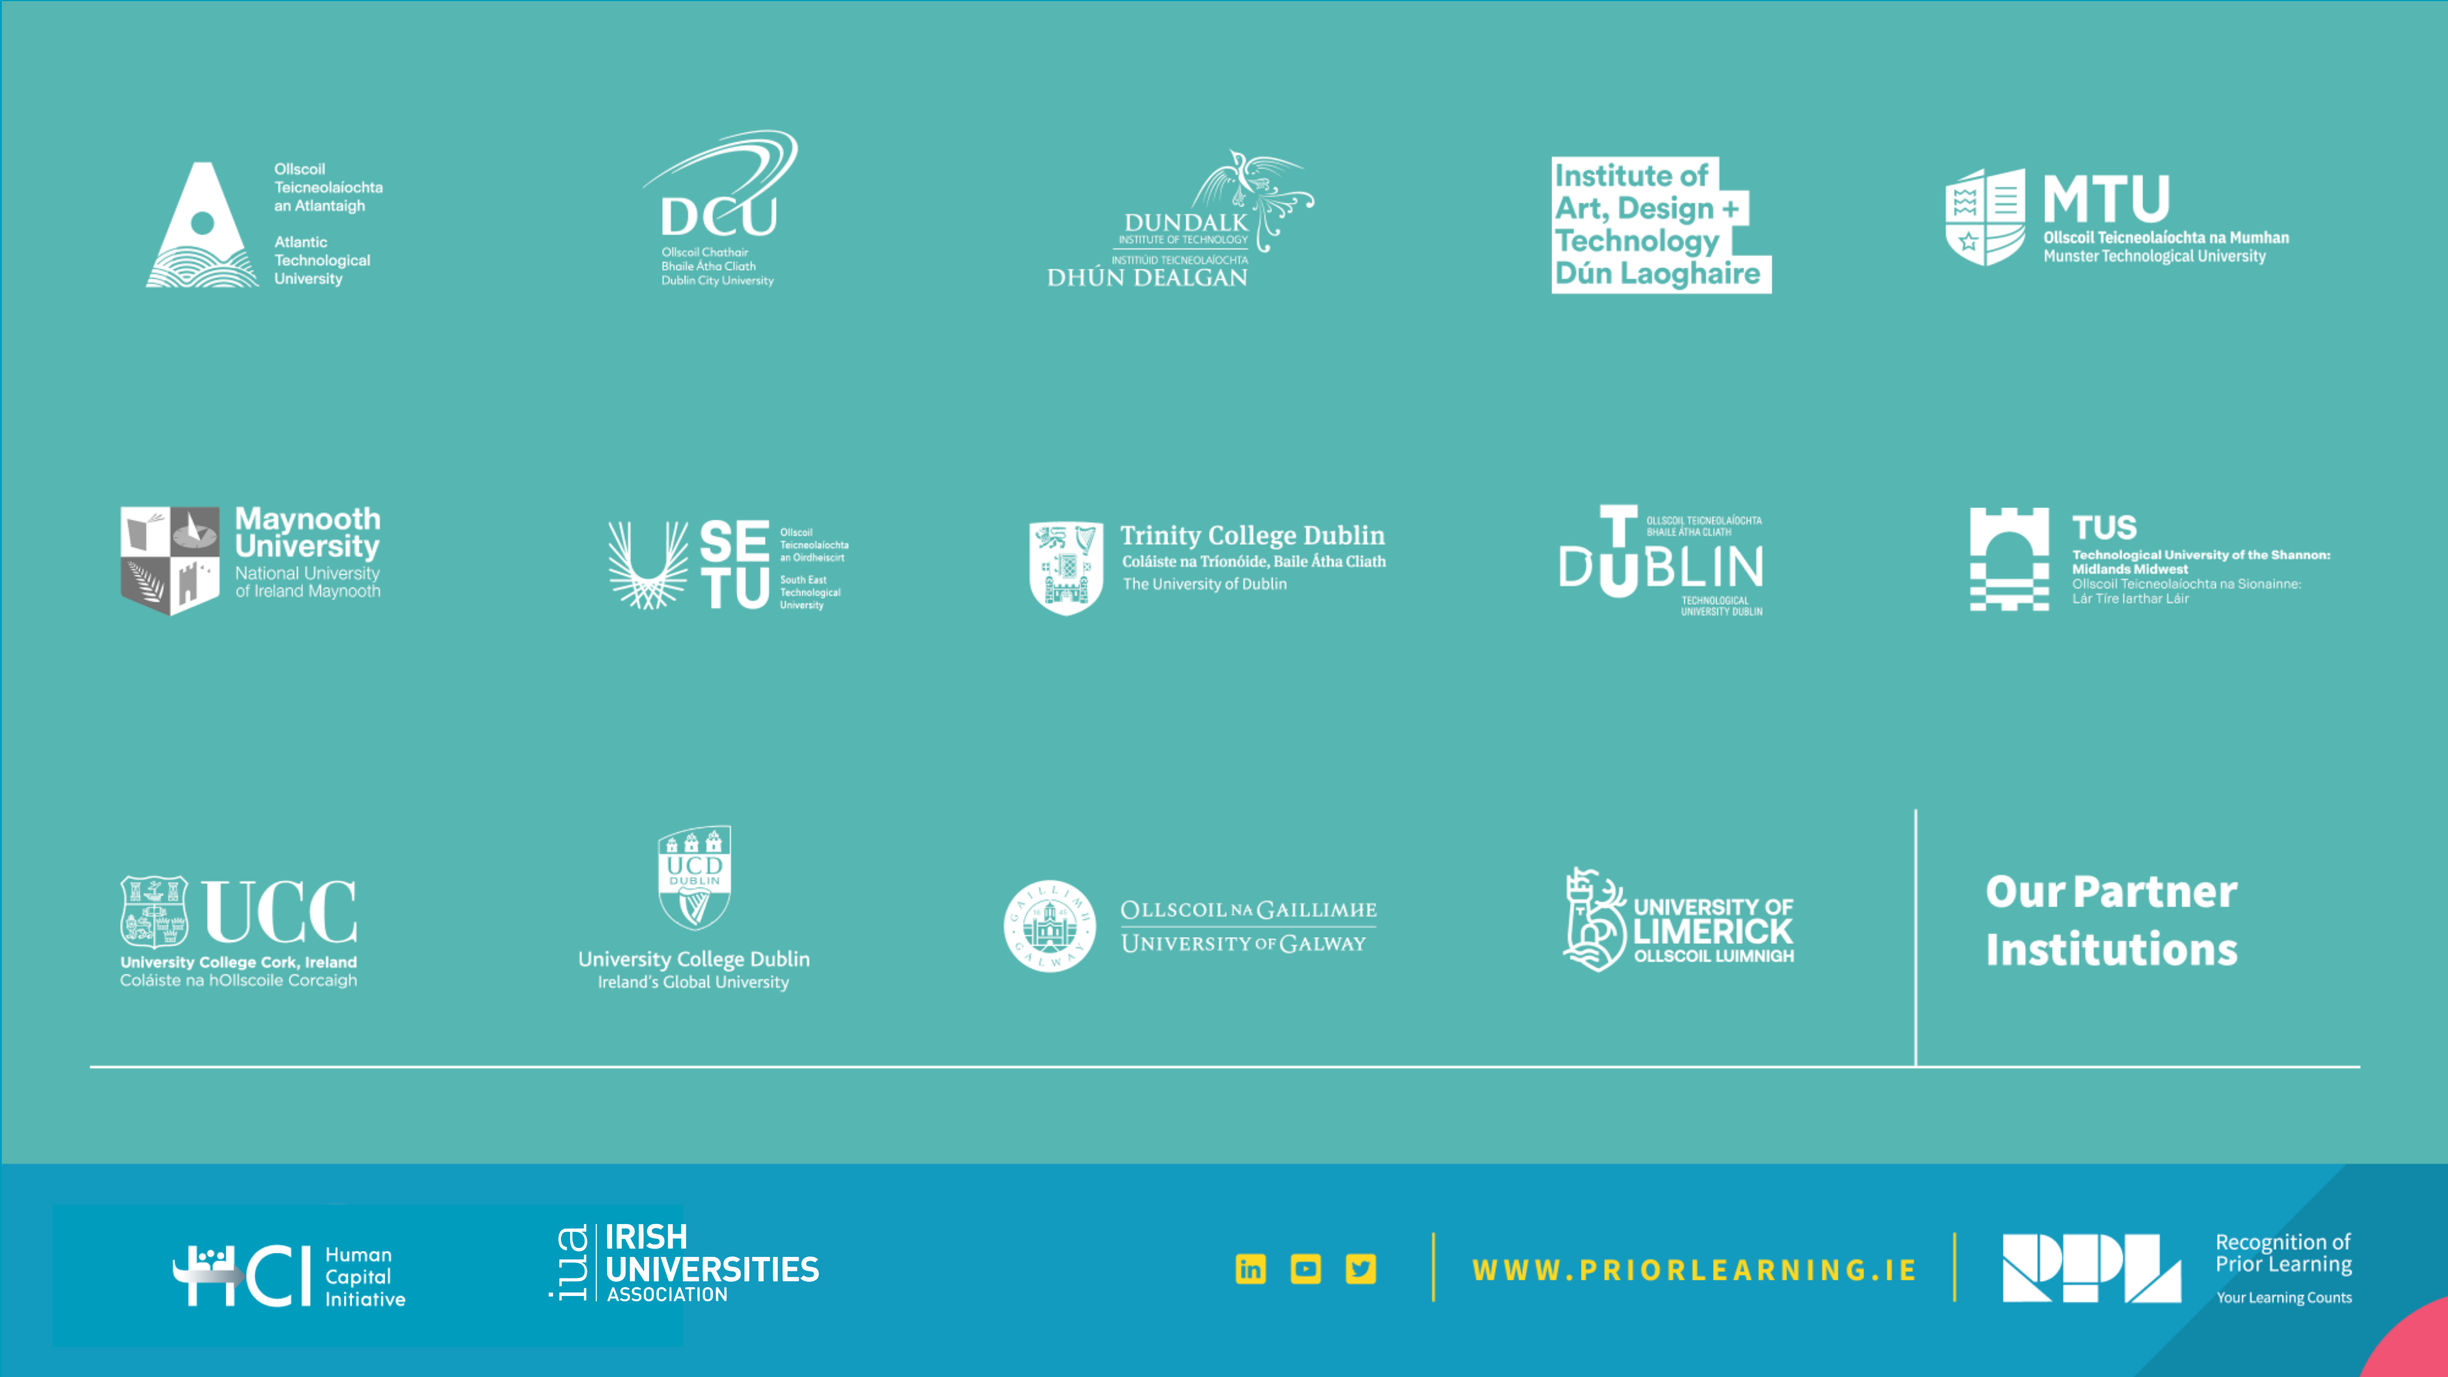 Ollscoil
Teicneolaíochta
an Atlantaigh
Atlantic
Technological
University
DCU
Ollscoil Chathair
Bhaile Átha Cliath
Dublin City University
DUNDALK
INSTITUTE OF TECHNOLOGY
INSTITIÚID TEICNEOLAÍOCHTA
DHÚN DEALGAN
Institute of
Art, Design +
Technology
Dún Laoghaire
MTU
Ollscoil Teicneolaíochta na Mumhan
Munster Technological University
Maynooth
University
National University
of Ireland Maynooth
SE
TU
Ollscoil
Teicneolaíochta
an Oirdheiscirt
South East
Technological
University
Trinity College Dublin
Coláiste na Tríonóide, Baile Átha Cliath
The University of Dublin
OLLSCOIL TEICNEOLAÍOCHTA
BHAILE ÁTHA CLIATH
T
DUBLIN
TECHNOLOGICAL
UNIVERSITY DUBLIN
TUS
Technological University of the Shannon:
Midlands Midwest
Ollscoil Teicneolaíochta na Sionainne:
Lár Tíre Iarthar Láir
UCC
University College Cork, Ireland
Coláiste na hOllscoile Corcaigh
UCD
DUBLIN
University College Dublin
Ireland's Global University
GAILLIMH
GALWAY
OLLSCOIL NA GAILLIMHE
UNIVERSITY OF GALWAY
UNIVERSITY OF
LIMERICK
OLLSCOIL LUIMNIGH
Our Partner
Institutions
HCI
Human
Capital
Initiative
iua
IRISH
UNIVERSITIES
ASSOCIATION
in
WWW.PRIORLEARNING.IE
RPL
Recognition of
Prior Learning
Your Learning Counts